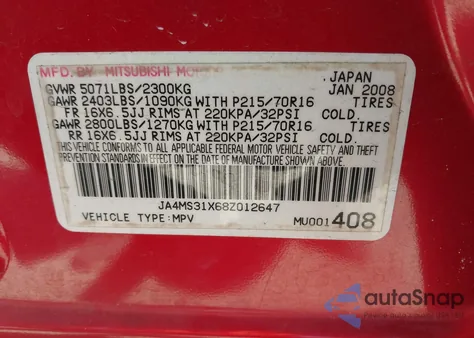 MFD. BY MITSUBISHI MO
JAPAN
GVWR 5071LBS/2300KG JAN 2008
GAWR 2403LBS/1090KG WITH P215/70R16 TIRES
FR 16X6.5JJ RIMS AT 220KPA/32PSI COLD.
GAWR 2800LBS/1270KG WITH P215/70R16 TIRES
RR 16X6.5JJ RIMS AT 220KPA/32PSI COLD.
THIS VEHICLE CONFORMS TO ALL APPLICABLE FEDERAL MOTOR VEHICLE SAFETY AND THEFT
PREVENTION STANDARDS IN EFFECT ON THE DATE OF MANUFACTURE SHOWN ABOVE.
JA4MS31X68Z012647
VEHICLE TYPE:MPV MU001408
autoSnap